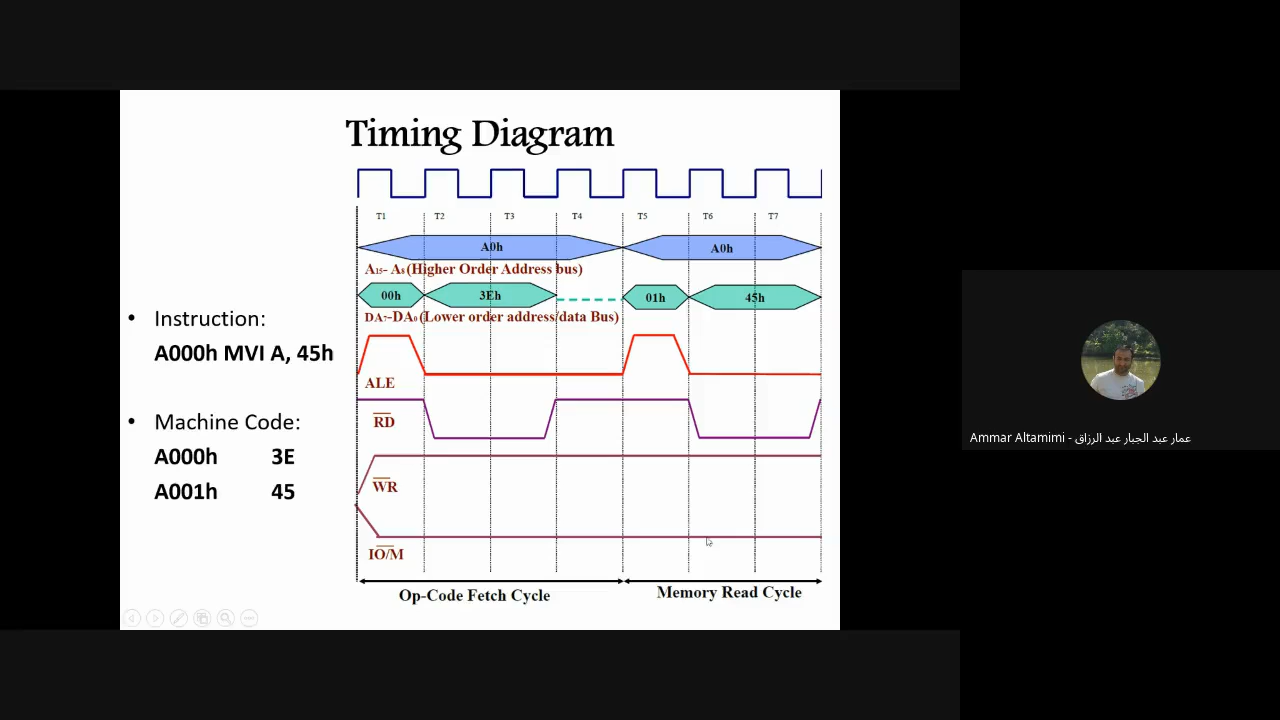 Timing Diagram
T1 T2 T3 T4 T5 T6 T7
A0h A0h
A15- A8 (Higher Order Address bus)
00h 3Eh 01h 45h
DA7-DA0 (Lower order address/data Bus)
• Instruction:
A000h MVI A, 45h
ALE
• Machine Code:
A000h 3E
A001h 45
RD
WR
IO/M
Op-Code Fetch Cycle
Memory Read Cycle
Ammar Altamimi - عمار عبد الجبار عبد الرزاق